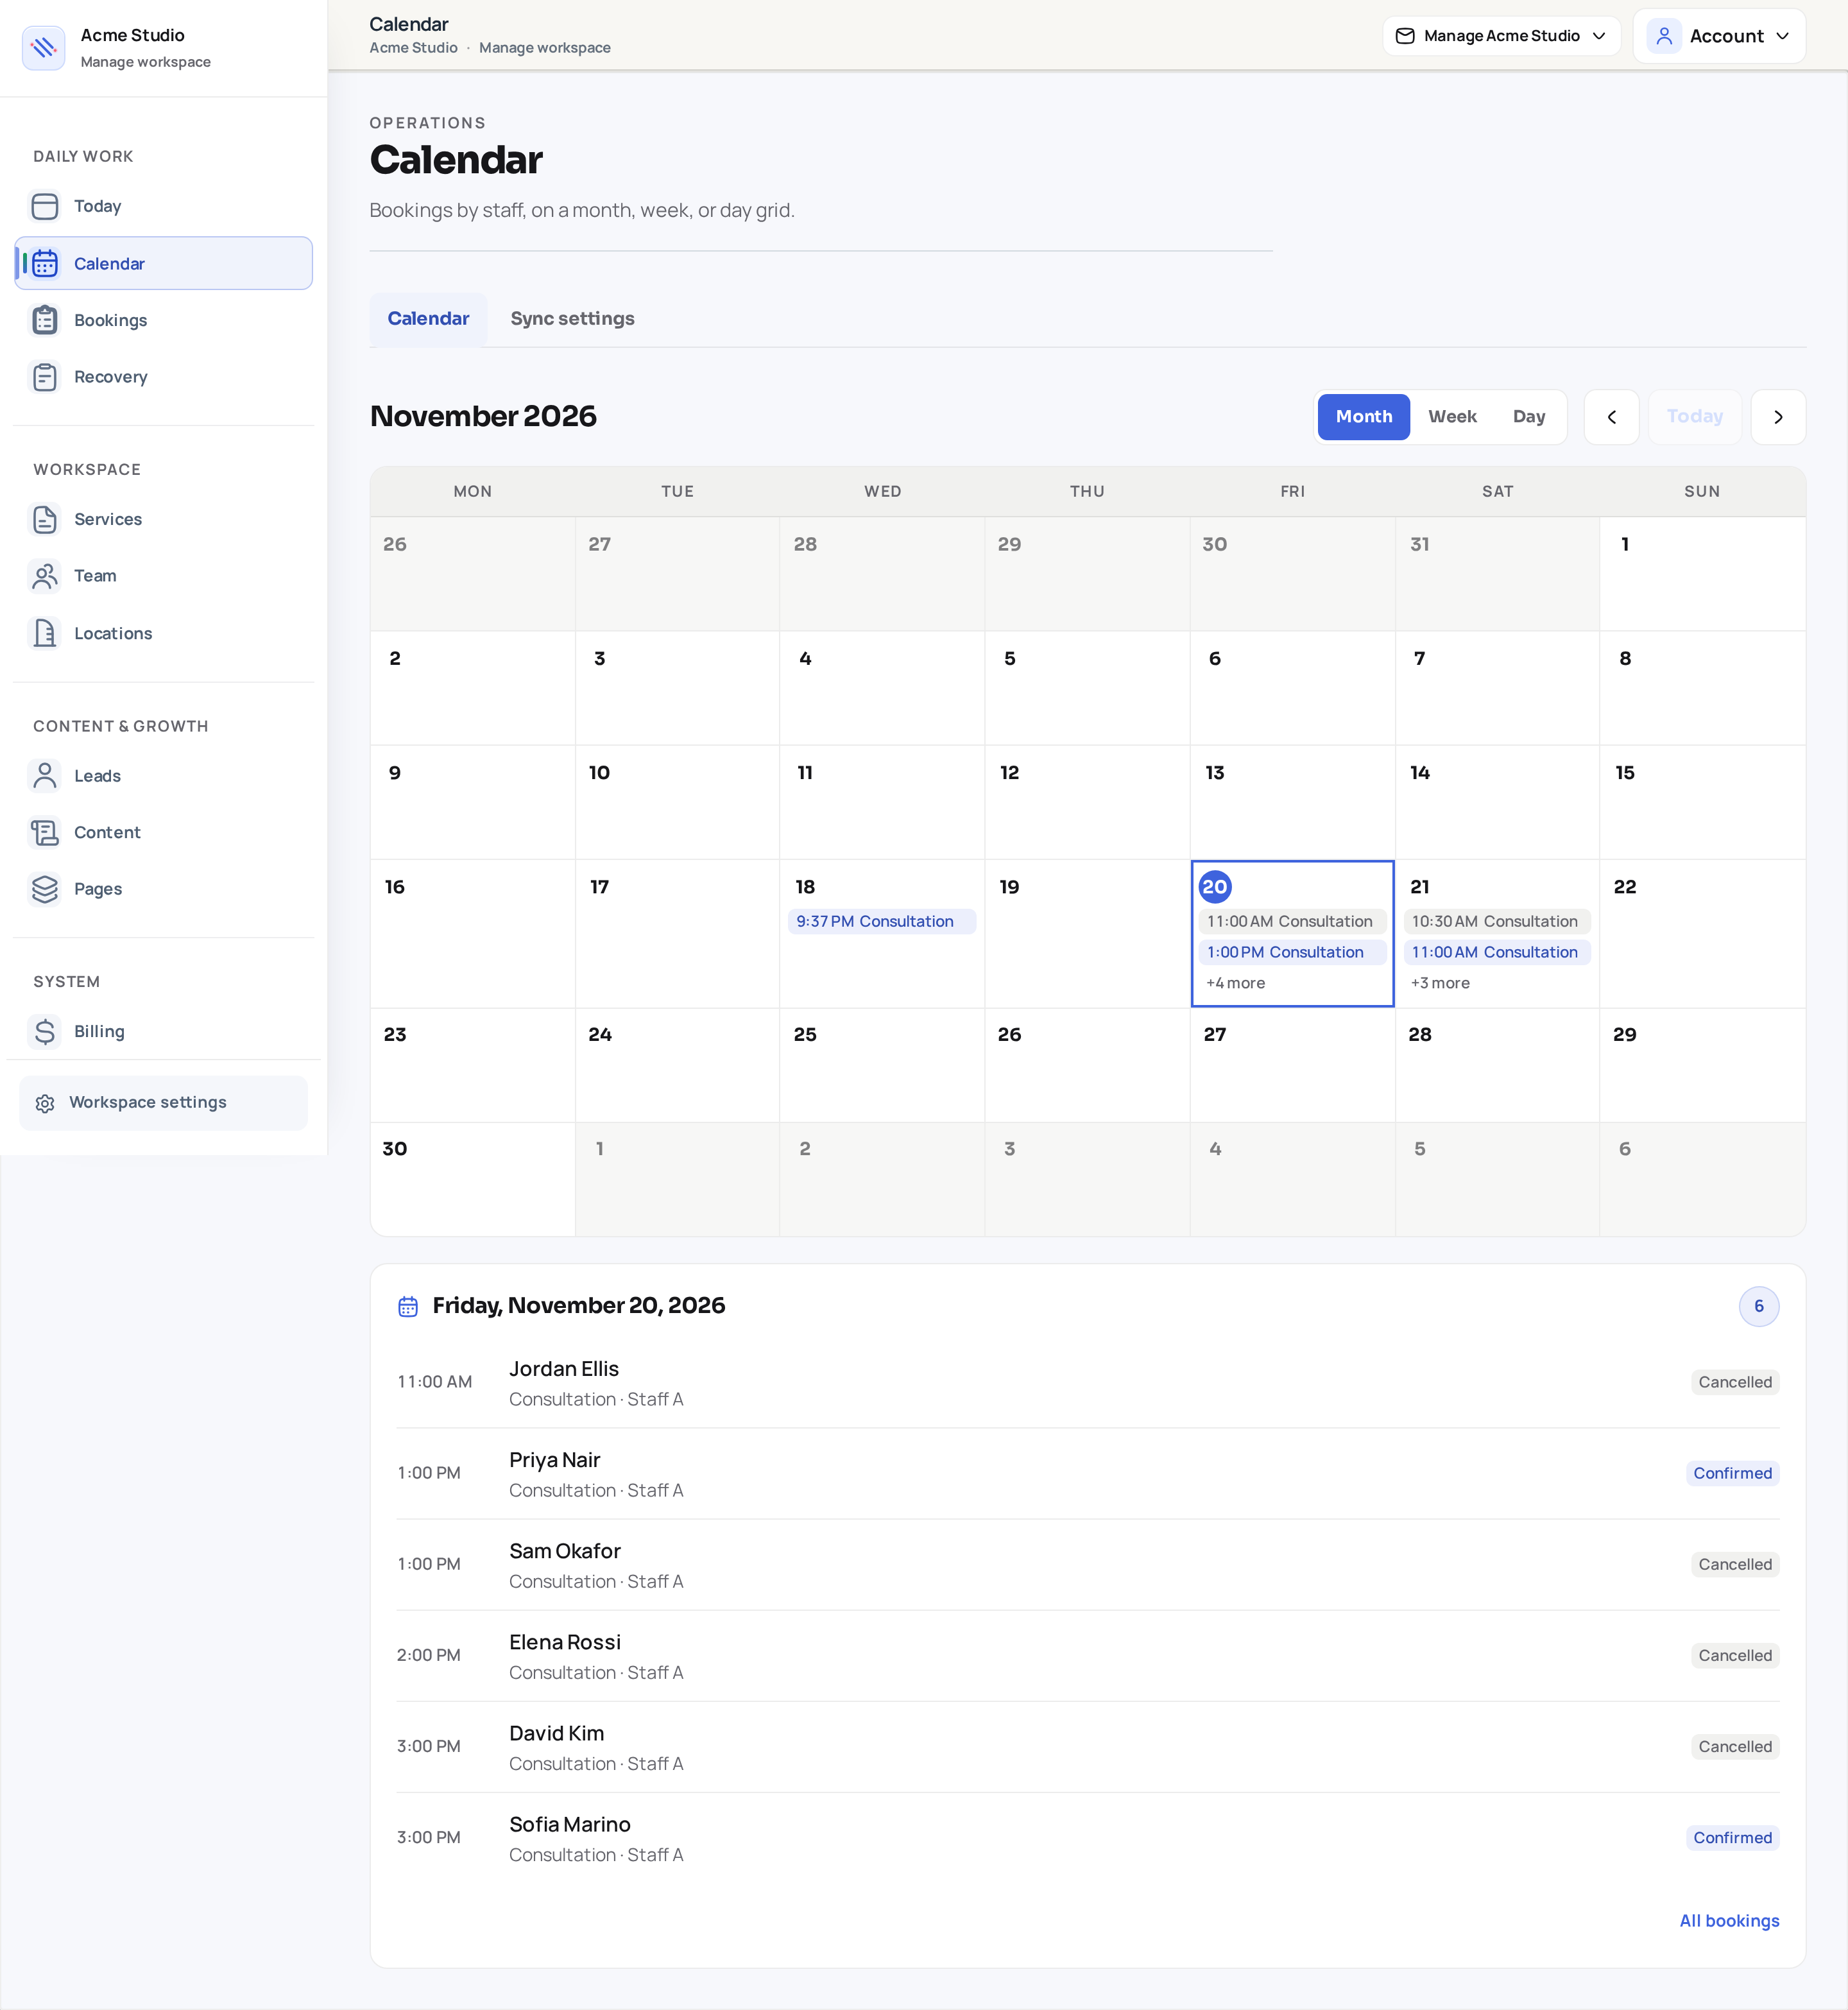 Acme Studio
Manage workspace
Calendar
Acme Studio · Manage workspace
Manage Acme Studio
Account
DAILY WORK
Today
Calendar
Bookings
Recovery
WORKSPACE
Services
Team
Locations
CONTENT & GROWTH
Leads
Content
Pages
SYSTEM
Billing
Workspace settings
OPERATIONS
Calendar
Bookings by staff, on a month, week, or day grid.
Calendar Sync settings
November 2026
Month Week Day
Today
MON TUE WED THU FRI SAT SUN
26 27 28 29 30 31 1
2 3 4 5 6 7 8
9 10 11 12 13 14 15
16 17 18 19 20 21 22
9:37 PM Consultation
11:00 AM Consultation
1:00 PM Consultation
+4 more
10:30 AM Consultation
11:00 AM Consultation
+3 more
23 24 25 26 27 28 29
30 1 2 3 4 5 6
Friday, November 20, 2026
6
11:00 AM
Jordan Ellis
Consultation · Staff A
Cancelled
1:00 PM
Priya Nair
Consultation · Staff A
Confirmed
1:00 PM
Sam Okafor
Consultation · Staff A
Cancelled
2:00 PM
Elena Rossi
Consultation · Staff A
Cancelled
3:00 PM
David Kim
Consultation · Staff A
Cancelled
3:00 PM
Sofia Marino
Consultation · Staff A
Confirmed
All bookings